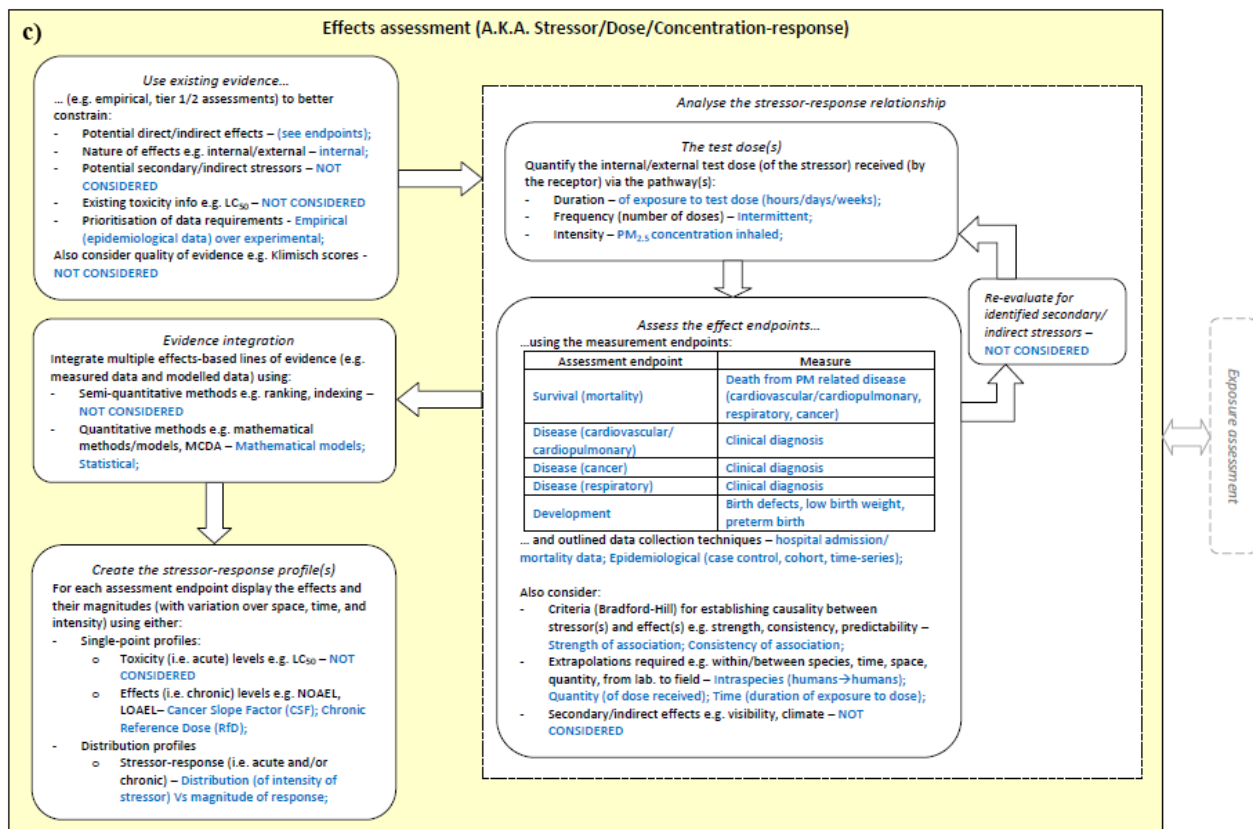 c)
Effects assessment (A.K.A. Stressor/Dose/Concentration-response)
Use existing evidence...
... (e.g. empirical, tier 1/2 assessments) to better
constrain:
- Potential direct/indirect effects – (see endpoints);
- Nature of effects e.g. internal/external – internal;
- Potential secondary/indirect stressors – NOT
CONSIDERED
- Existing toxicity info e.g. LC50 – NOT CONSIDERED
- Prioritisation of data requirements - Empirical
(epidemiological data) over experimental;
Also consider quality of evidence e.g. Klimisch scores -
NOT CONSIDERED
Evidence integration
Integrate multiple effects-based lines of evidence (e.g.
measured data and modelled data) using:
- Semi-quantitative methods e.g. ranking, indexing –
NOT CONSIDERED
- Quantitative methods e.g. mathematical
methods/models, MCDA – Mathematical models;
Statistical;
Create the stressor-response profile(s)
For each assessment endpoint display the effects and
their magnitudes (with variation over space, time, and
intensity) using either:
- Single-point profiles:
o Toxicity (i.e. acute) levels e.g. LC50 – NOT
CONSIDERED
o Effects (i.e. chronic) levels e.g. NOAEL,
LOAEL– Cancer Slope Factor (CSF); Chronic
Reference Dose (RfD);
- Distribution profiles
o Stressor-response (i.e. acute and/or
chronic) – Distribution (of intensity of
stressor) Vs magnitude of response;
Analyse the stressor-response relationship
The test dose(s)
Quantify the internal/external test dose (of the stressor) received (by
the receptor) via the pathway(s):
- Duration – of exposure to test dose (hours/days/weeks);
- Frequency (number of doses) – Intermittent;
- Intensity – PM2.5 concentration inhaled;
Assess the effect endpoints...
...using the measurement endpoints:
Assessment endpoint Measure
Survival (mortality) Death from PM related disease
(cardiovascular/cardiopulmonary,
respiratory, cancer)
Disease (cardiovascular/
cardiopulmonary) Clinical diagnosis
Disease (cancer) Clinical diagnosis
Disease (respiratory) Clinical diagnosis
Development Birth defects, low birth weight,
preterm birth
... and outlined data collection techniques – hospital admission/
mortality data; Epidemiological (case control, cohort, time-series);
Also consider:
- Criteria (Bradford-Hill) for establishing causality between
stressor(s) and effect(s) e.g. strength, consistency, predictability –
Strength of association; Consistency of association;
- Extrapolations required e.g. within/between species, time, space,
quantity, from lab. to field – Intraspecies (humans→humans);
Quantity (of dose received); Time (duration of exposure to dose);
- Secondary/indirect effects e.g. visibility, climate – NOT
CONSIDERED
Re-evaluate for
identified secondary/
indirect stressors –
NOT CONSIDERED
Exposure assessment